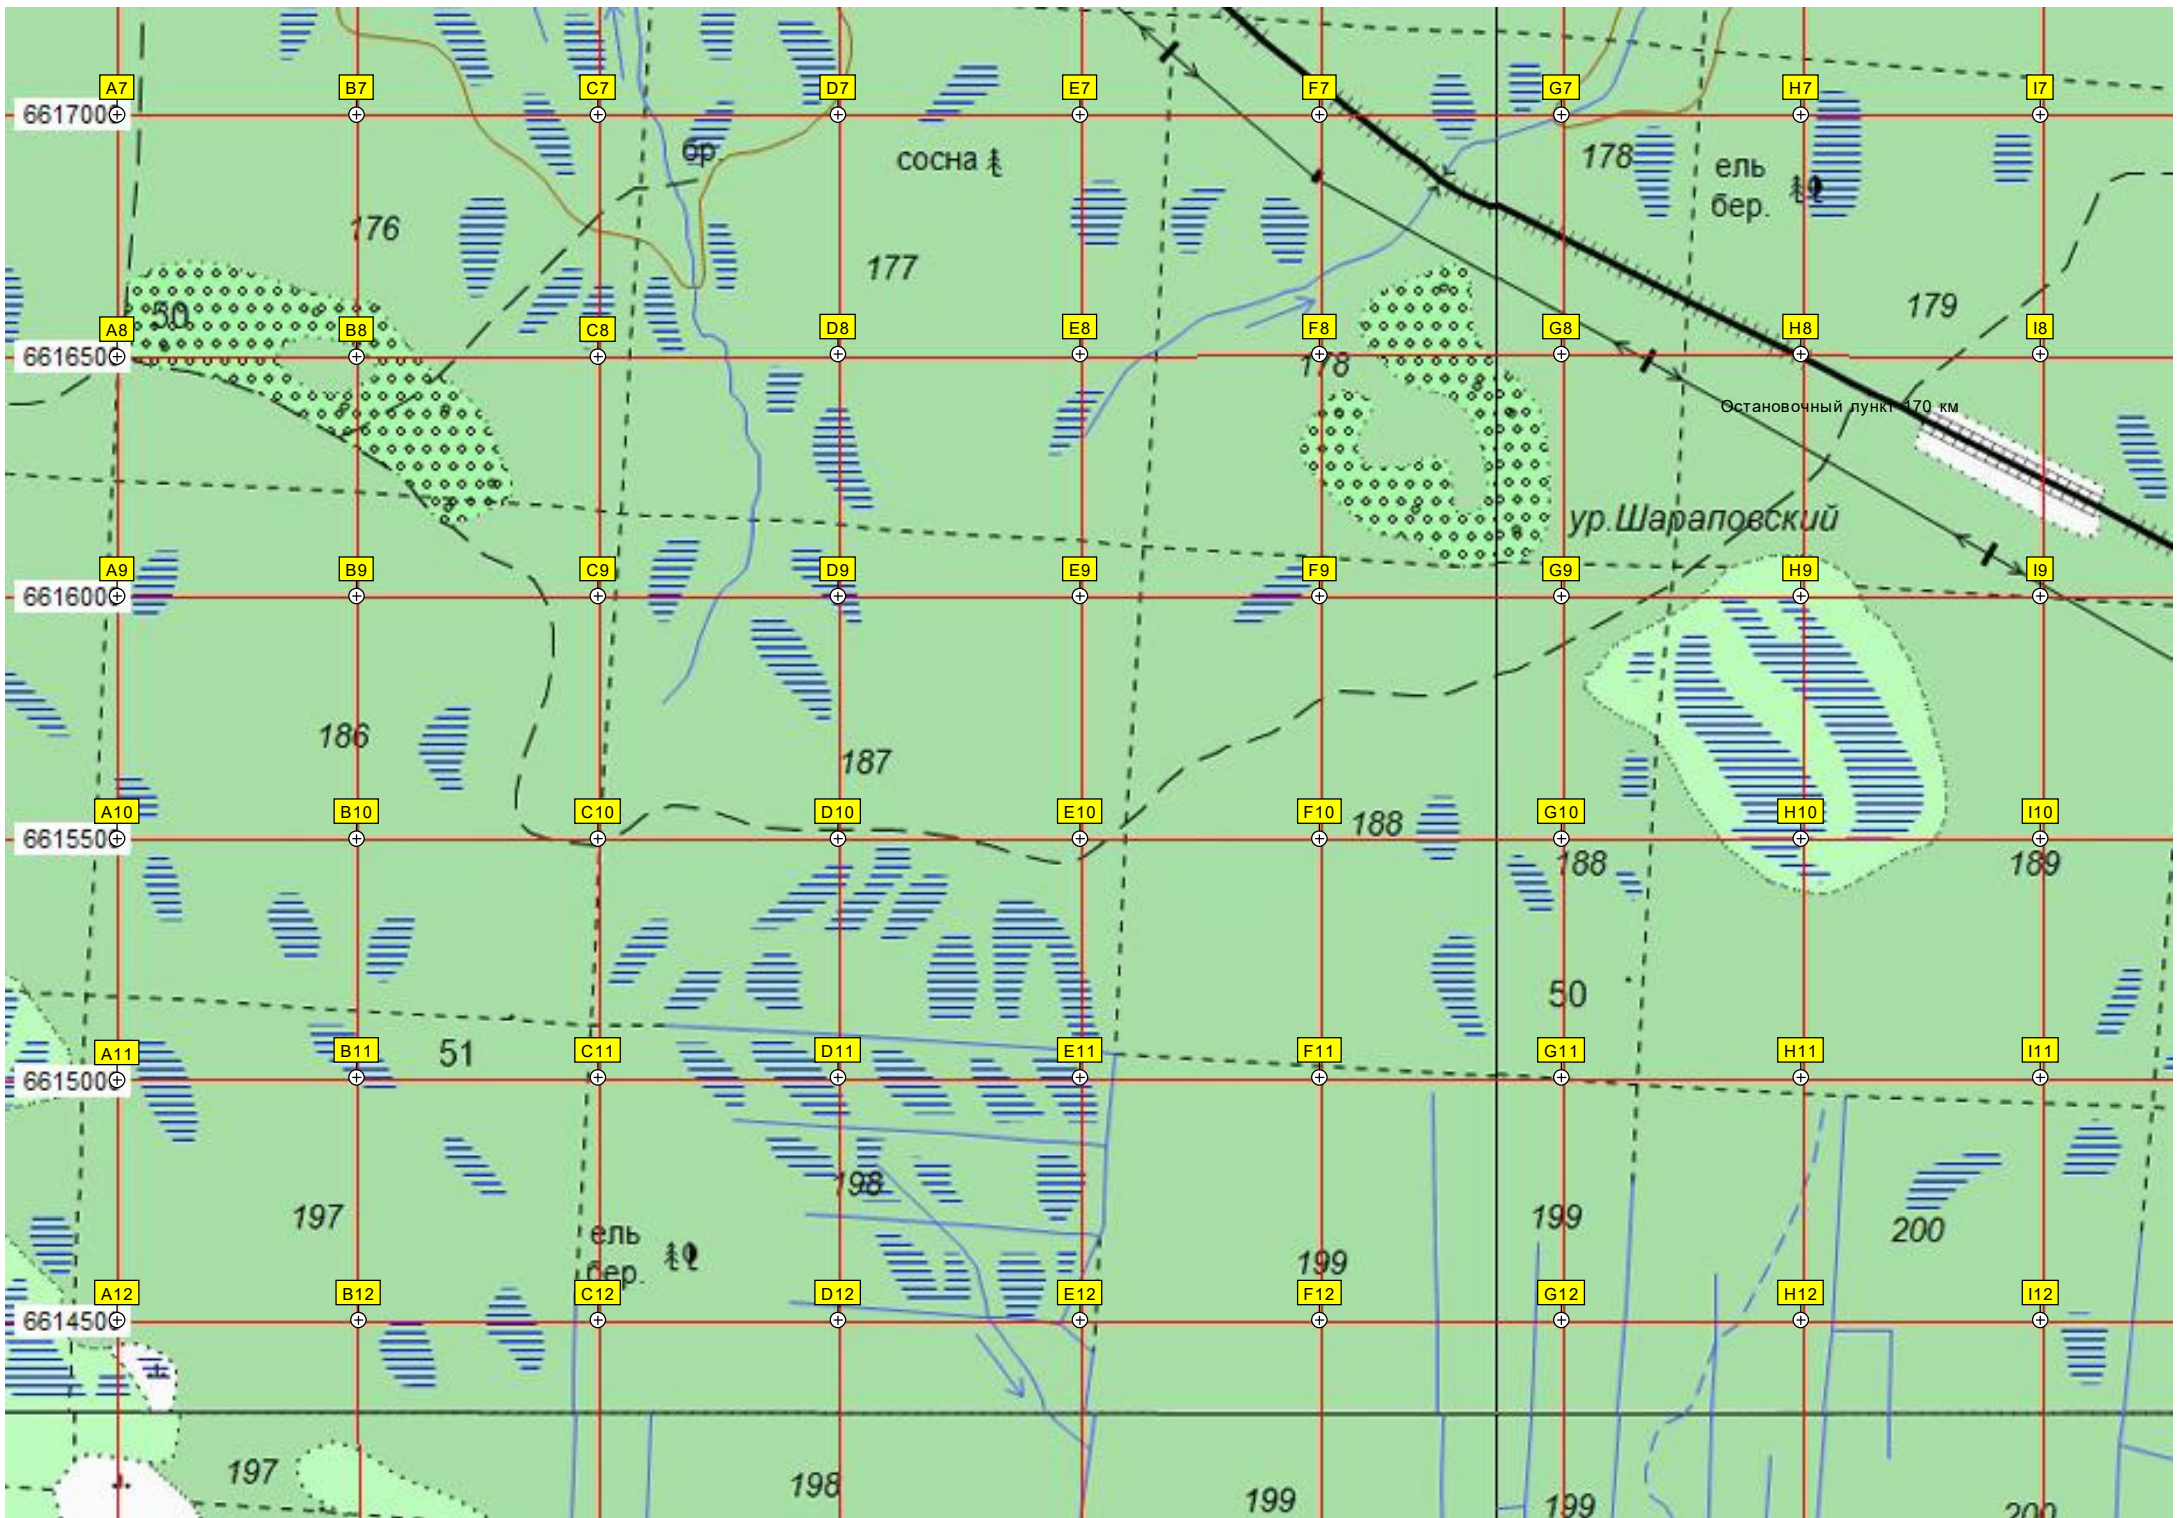 A7 B7 C7 D7 E7 F7 G7 H7 I7
6617000
бр.
сосна
178
ель
бер.
176
177
179
50
A8 B8 C8 D8 E8 F8 G8 H8 I8
6616500
178
Остановочный пункт 170 км
ур.Шараповский
A9 B9 C9 D9 E9 F9 G9 H9 I9
6616000
186
187
A10 B10 C10 D10 E10 F10 G10 H10 I10
6615500
188
188
189
50
51
A11 B11 C11 D11 E11 F11 G11 H11 I11
6615000
198
197
199
200
ель
бер.
199
A12 B12 C12 D12 E12 F12 G12 H12 I12
6614500
197
198
199
199
200